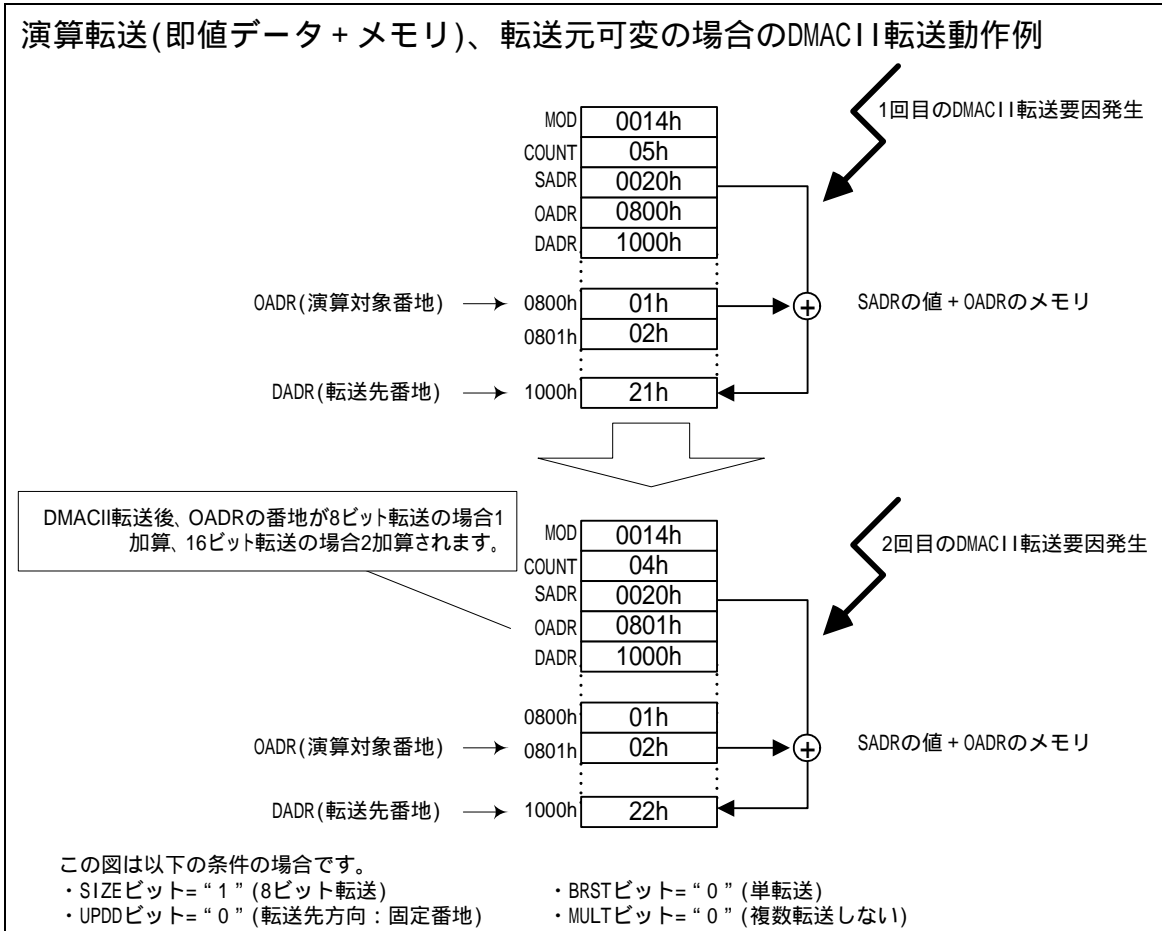 演算転送(即値データ+メモリ)、転送元可変の場合のDMACII転送動作例
1回目のDMACII転送要因発生
MOD 0014h
COUNT 05h
SADR 0020h
OADR 0800h
DADR 1000h
OADR(演算対象番地) → 0800h 01h
SADRの値+OADRのメモリ
0801h 02h
DADR(転送先番地) → 1000h 21h
DMACII転送後、OADRの番地が8ビット転送の場合1
加算、16ビット転送の場合2加算されます。
2回目のDMACII転送要因発生
MOD 0014h
COUNT 04h
SADR 0020h
OADR 0801h
DADR 1000h
0800h 01h
OADR(演算対象番地) → 0801h 02h
SADRの値+OADRのメモリ
DADR(転送先番地) → 1000h 22h
この図は以下の条件の場合です。
・SIZEビット=“1”(8ビット転送)
・BRSTビット=“0”(単転送)
・UPDDビット=“0”(転送先方向:固定番地)
・MULTビット=“0”(複数転送しない)